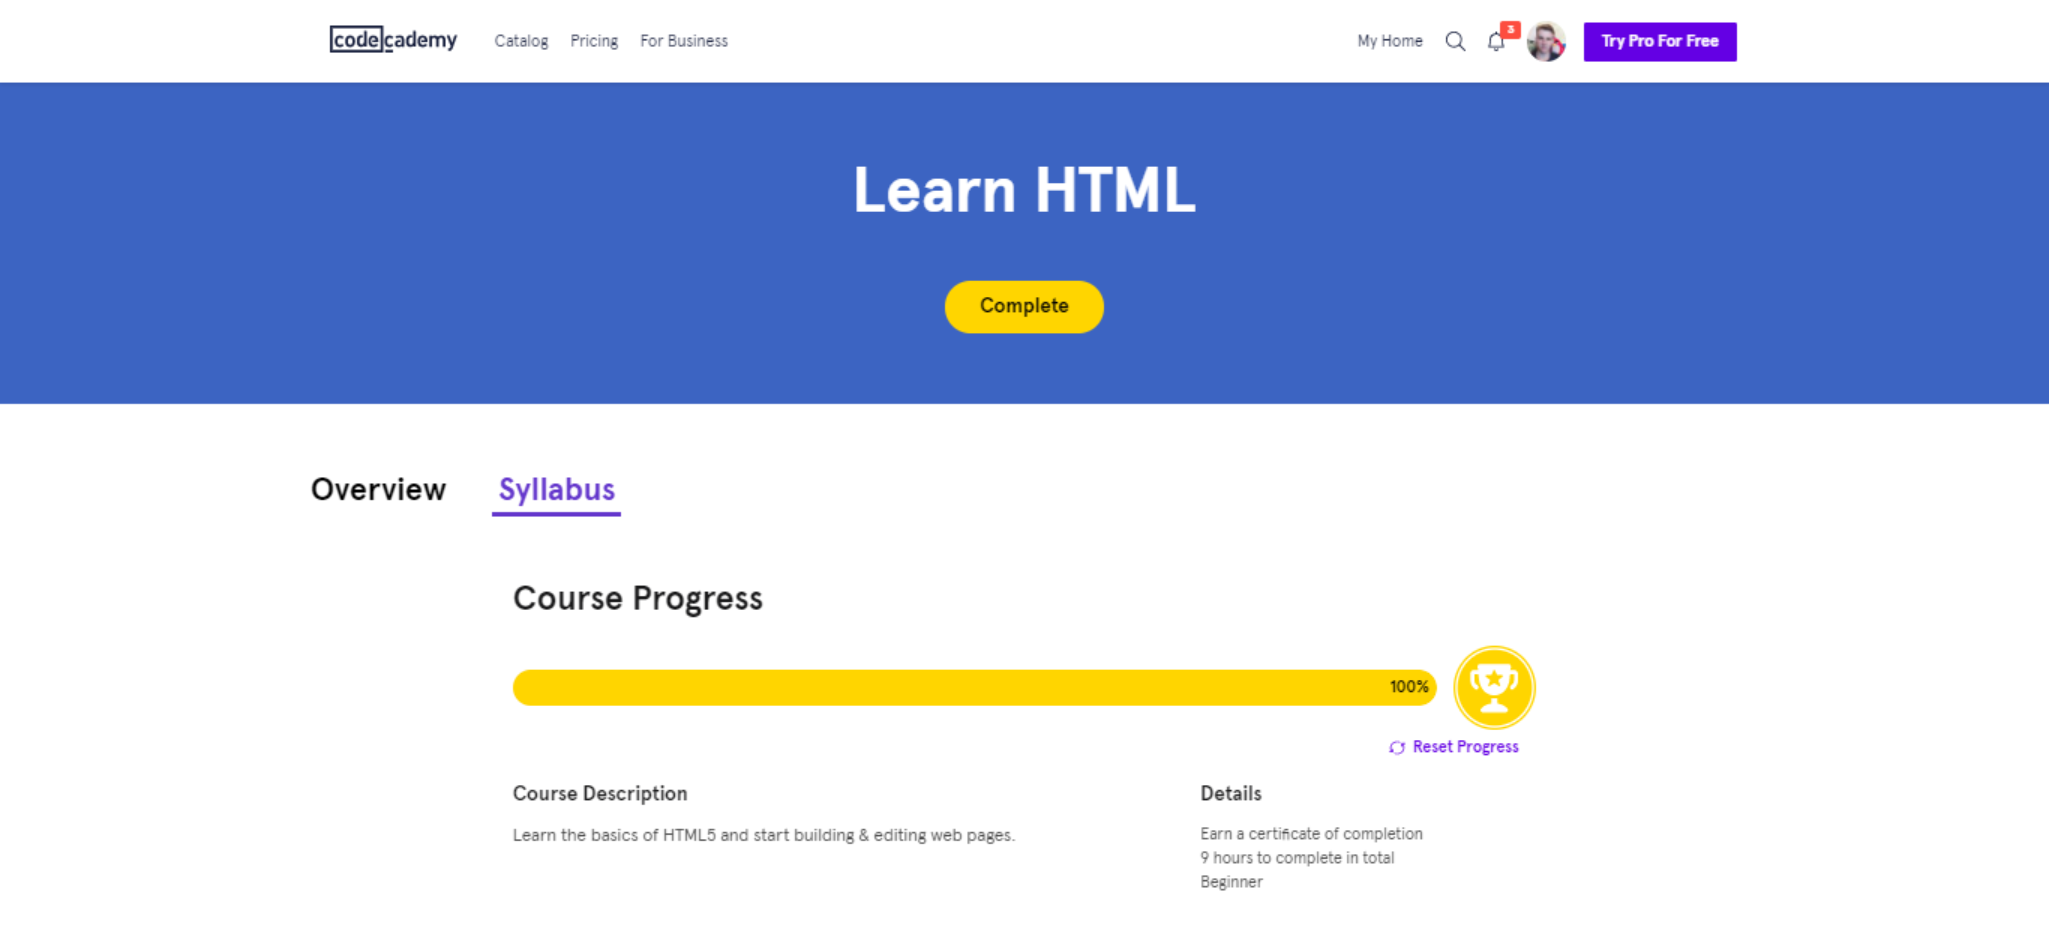 codecademy
Catalog Pricing For Business
My Home 3 Try Pro For Free
Learn HTML
Complete
Overview Syllabus
Course Progress
100%
Reset Progress
Course Description
Learn the basics of HTML5 and start building & editing web pages.
Details
Earn a certificate of completion
9 hours to complete in total
Beginner